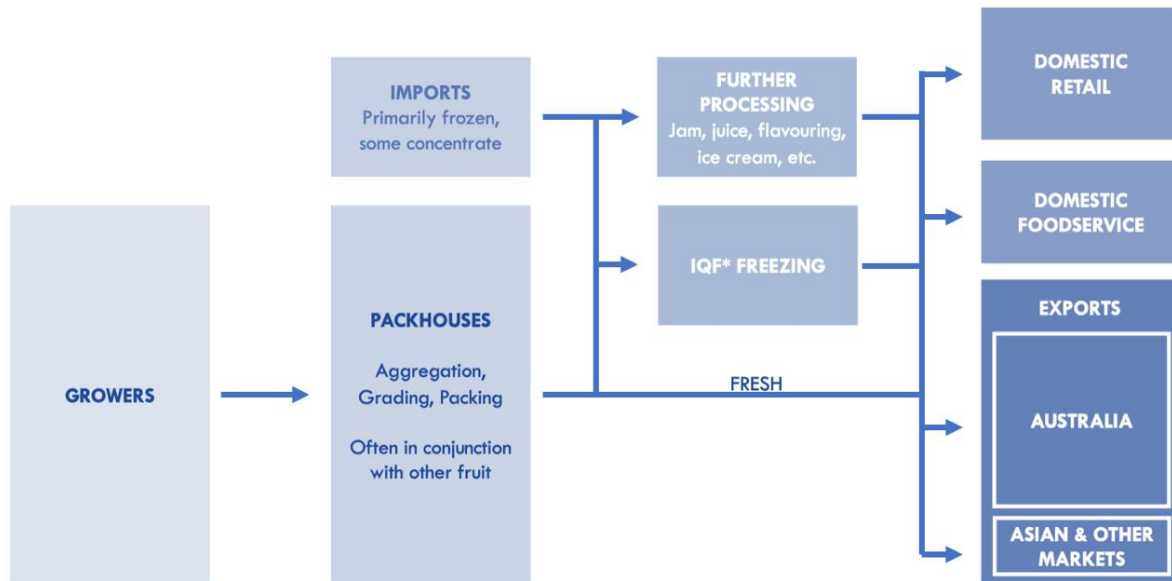 GROWERS
IMPORTS
Primarily frozen,
some concentrate
PACKHOUSES
Aggregation,
Grading, Packing
Often in conjunction
with other fruit
FURTHER
PROCESSING
Jam, juice, flavouring,
ice cream, etc.
IQF* FREEZING
FRESH
DOMESTIC
RETAIL
DOMESTIC
FOODSERVICE
EXPORTS
AUSTRALIA
ASIAN & OTHER
MARKETS